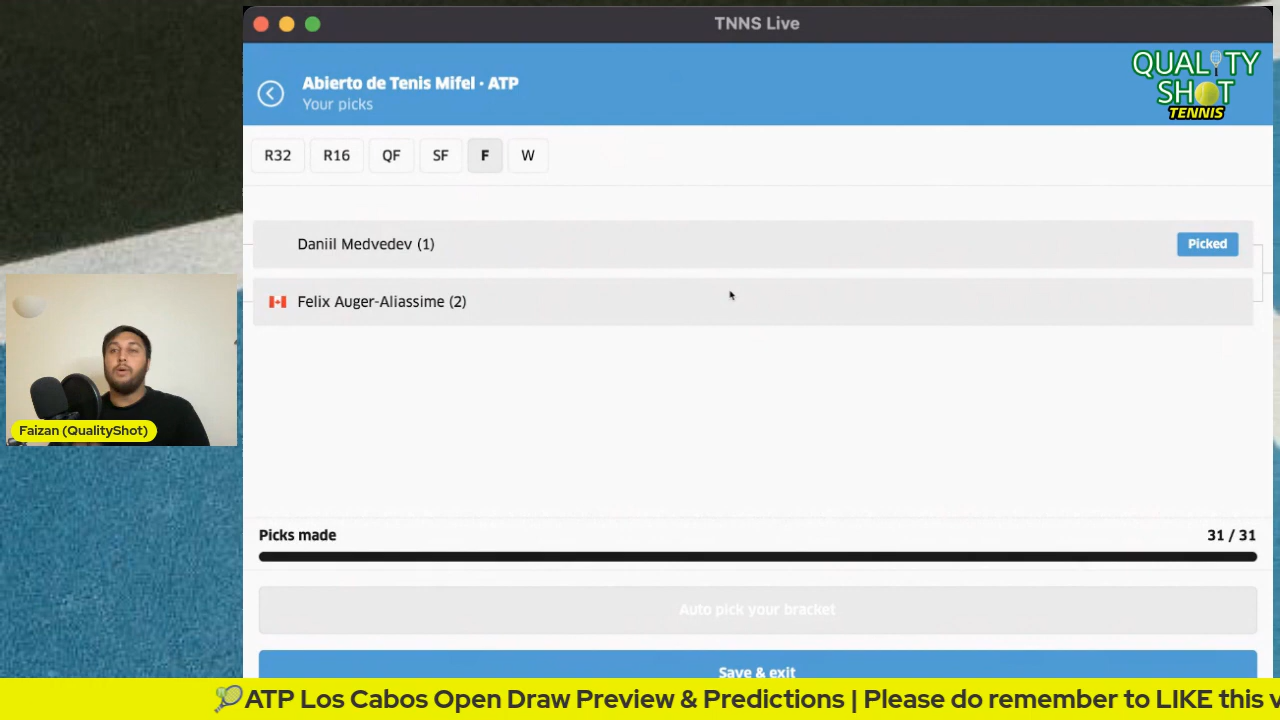 TNNS Live
Abierto de Tenis Mifel · ATP
Your picks
QUALITY
SHOT
TENNIS
R32 R16 QF SF F W
Daniil Medvedev (1) Picked
Felix Auger-Aliassime (2)
Faizan (QualityShot)
Picks made 31 / 31
Auto pick your bracket
Save & exit
ATP Los Cabos Open Draw Preview & Predictions | Please do remember to LIKE this v